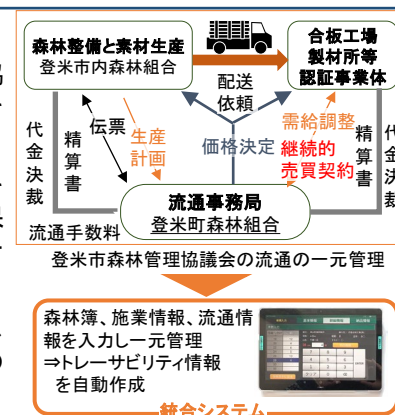 森林整備と素材生産
登米市内森林組合
合板工場
製材所等
認証事業体
配送
依頼
伝票
生産
計画
価格決定
需給調整
継続的
売買契約
代金決裁
精算書
精算書
代金決裁
流通事務局
登米町森林組合
流通手数料
登米市森林管理協議会の流通の一元管理
森林簿、施業情報、流通情
報を入力し一元管理
⇒トレーサビリティ情報
を自動作成
統合システム